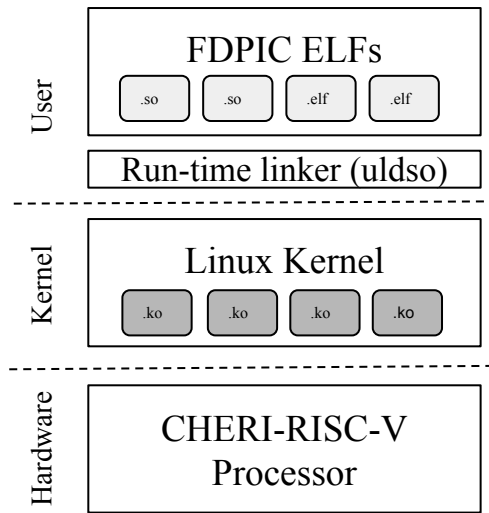 User
FDPIC ELFs
.so .so .elf .elf
Run-time linker (uldso)
Kernel
Linux Kernel
.ko .ko .ko .ko
Hardware
CHERI-RISC-V
Processor